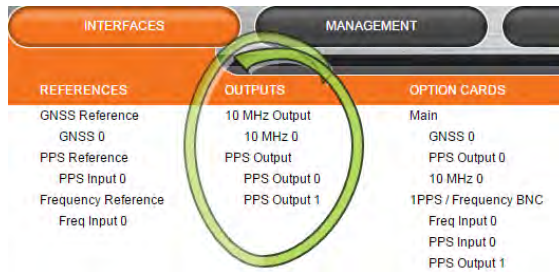 INTERFACES
MANAGEMENT
REFERENCES
GNSS Reference
GNSS 0
PPS Reference
PPS Input 0
Frequency Reference
Freq Input 0
OUTPUTS
10 MHz Output
10 MHz 0
PPS Output
PPS Output 0
PPS Output 1
OPTION CARDS
Main
GNSS 0
PPS Output 0
10 MHz 0
1PPS / Frequency BNC
Freq Input 0
PPS Input 0
PPS Output 1